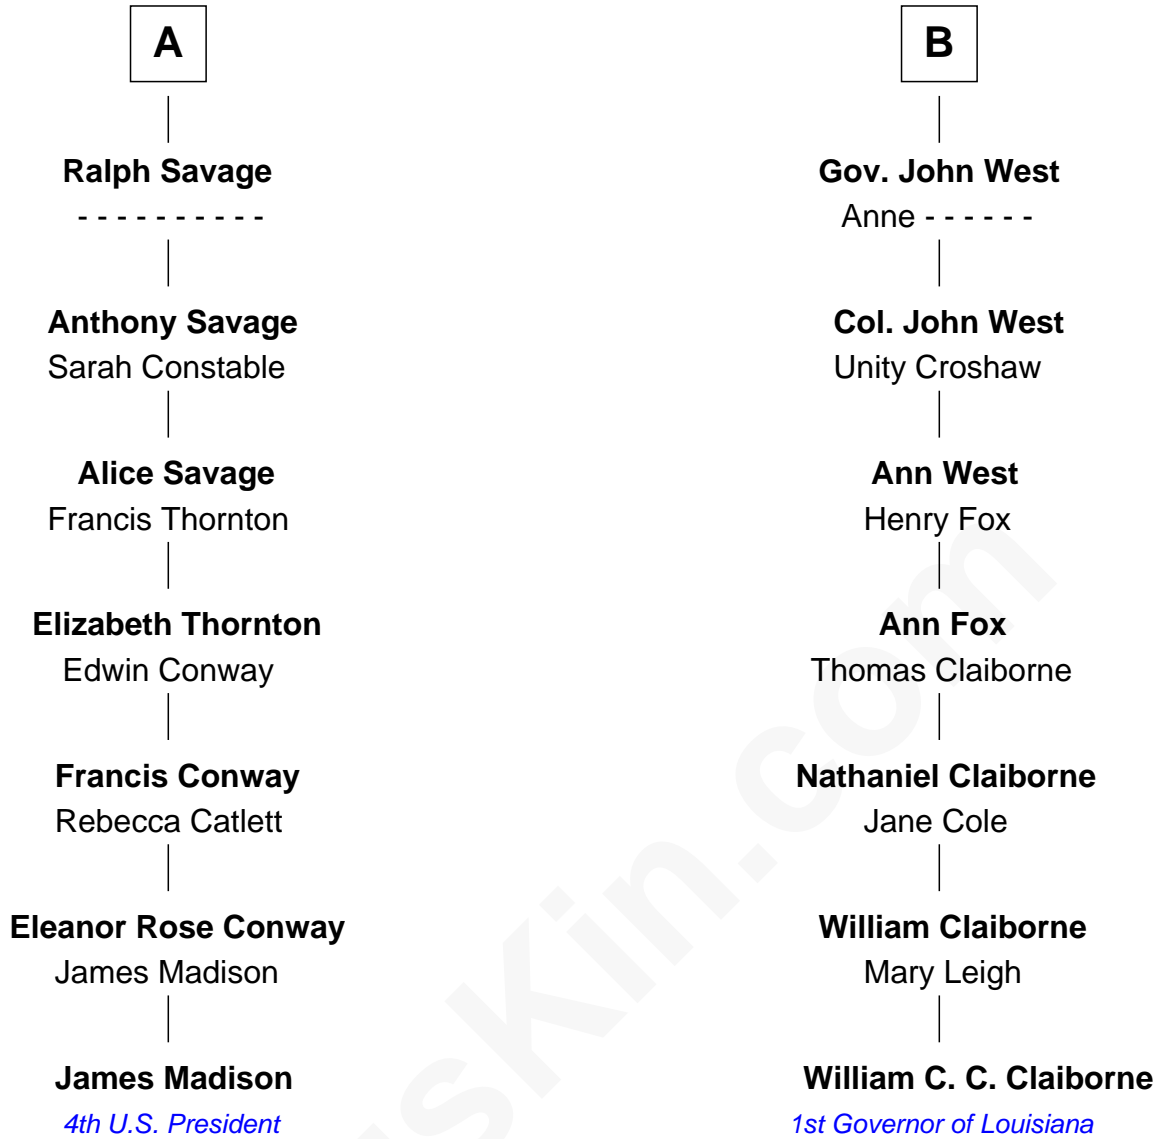 A
Ralph Savage
- - - - - - - - - -
Anthony Savage
Sarah Constable
Alice Savage
Francis Thornton
Elizabeth Thornton
Edwin Conway
Francis Conway
Rebecca Catlett
Eleanor Rose Conway
James Madison
James Madison
4th U.S. President
B
Gov. John West
Anne - - - - - -
Col. John West
Unity Croshaw
Ann West
Henry Fox
Ann Fox
Thomas Claiborne
Nathaniel Claiborne
Jane Cole
William Claiborne
Mary Leigh
William C. C. Claiborne
1st Governor of Louisiana
sKin.com